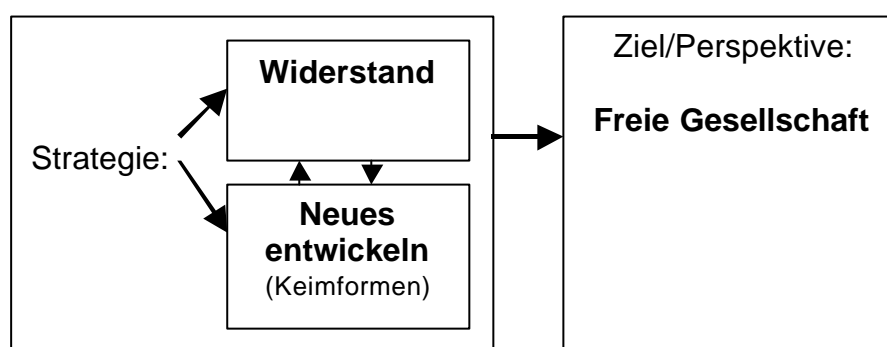 Strategie:
Widerstand
Neues
entwickeln
(Keimformen)
Ziel/Perspektive:
Freie Gesellschaft